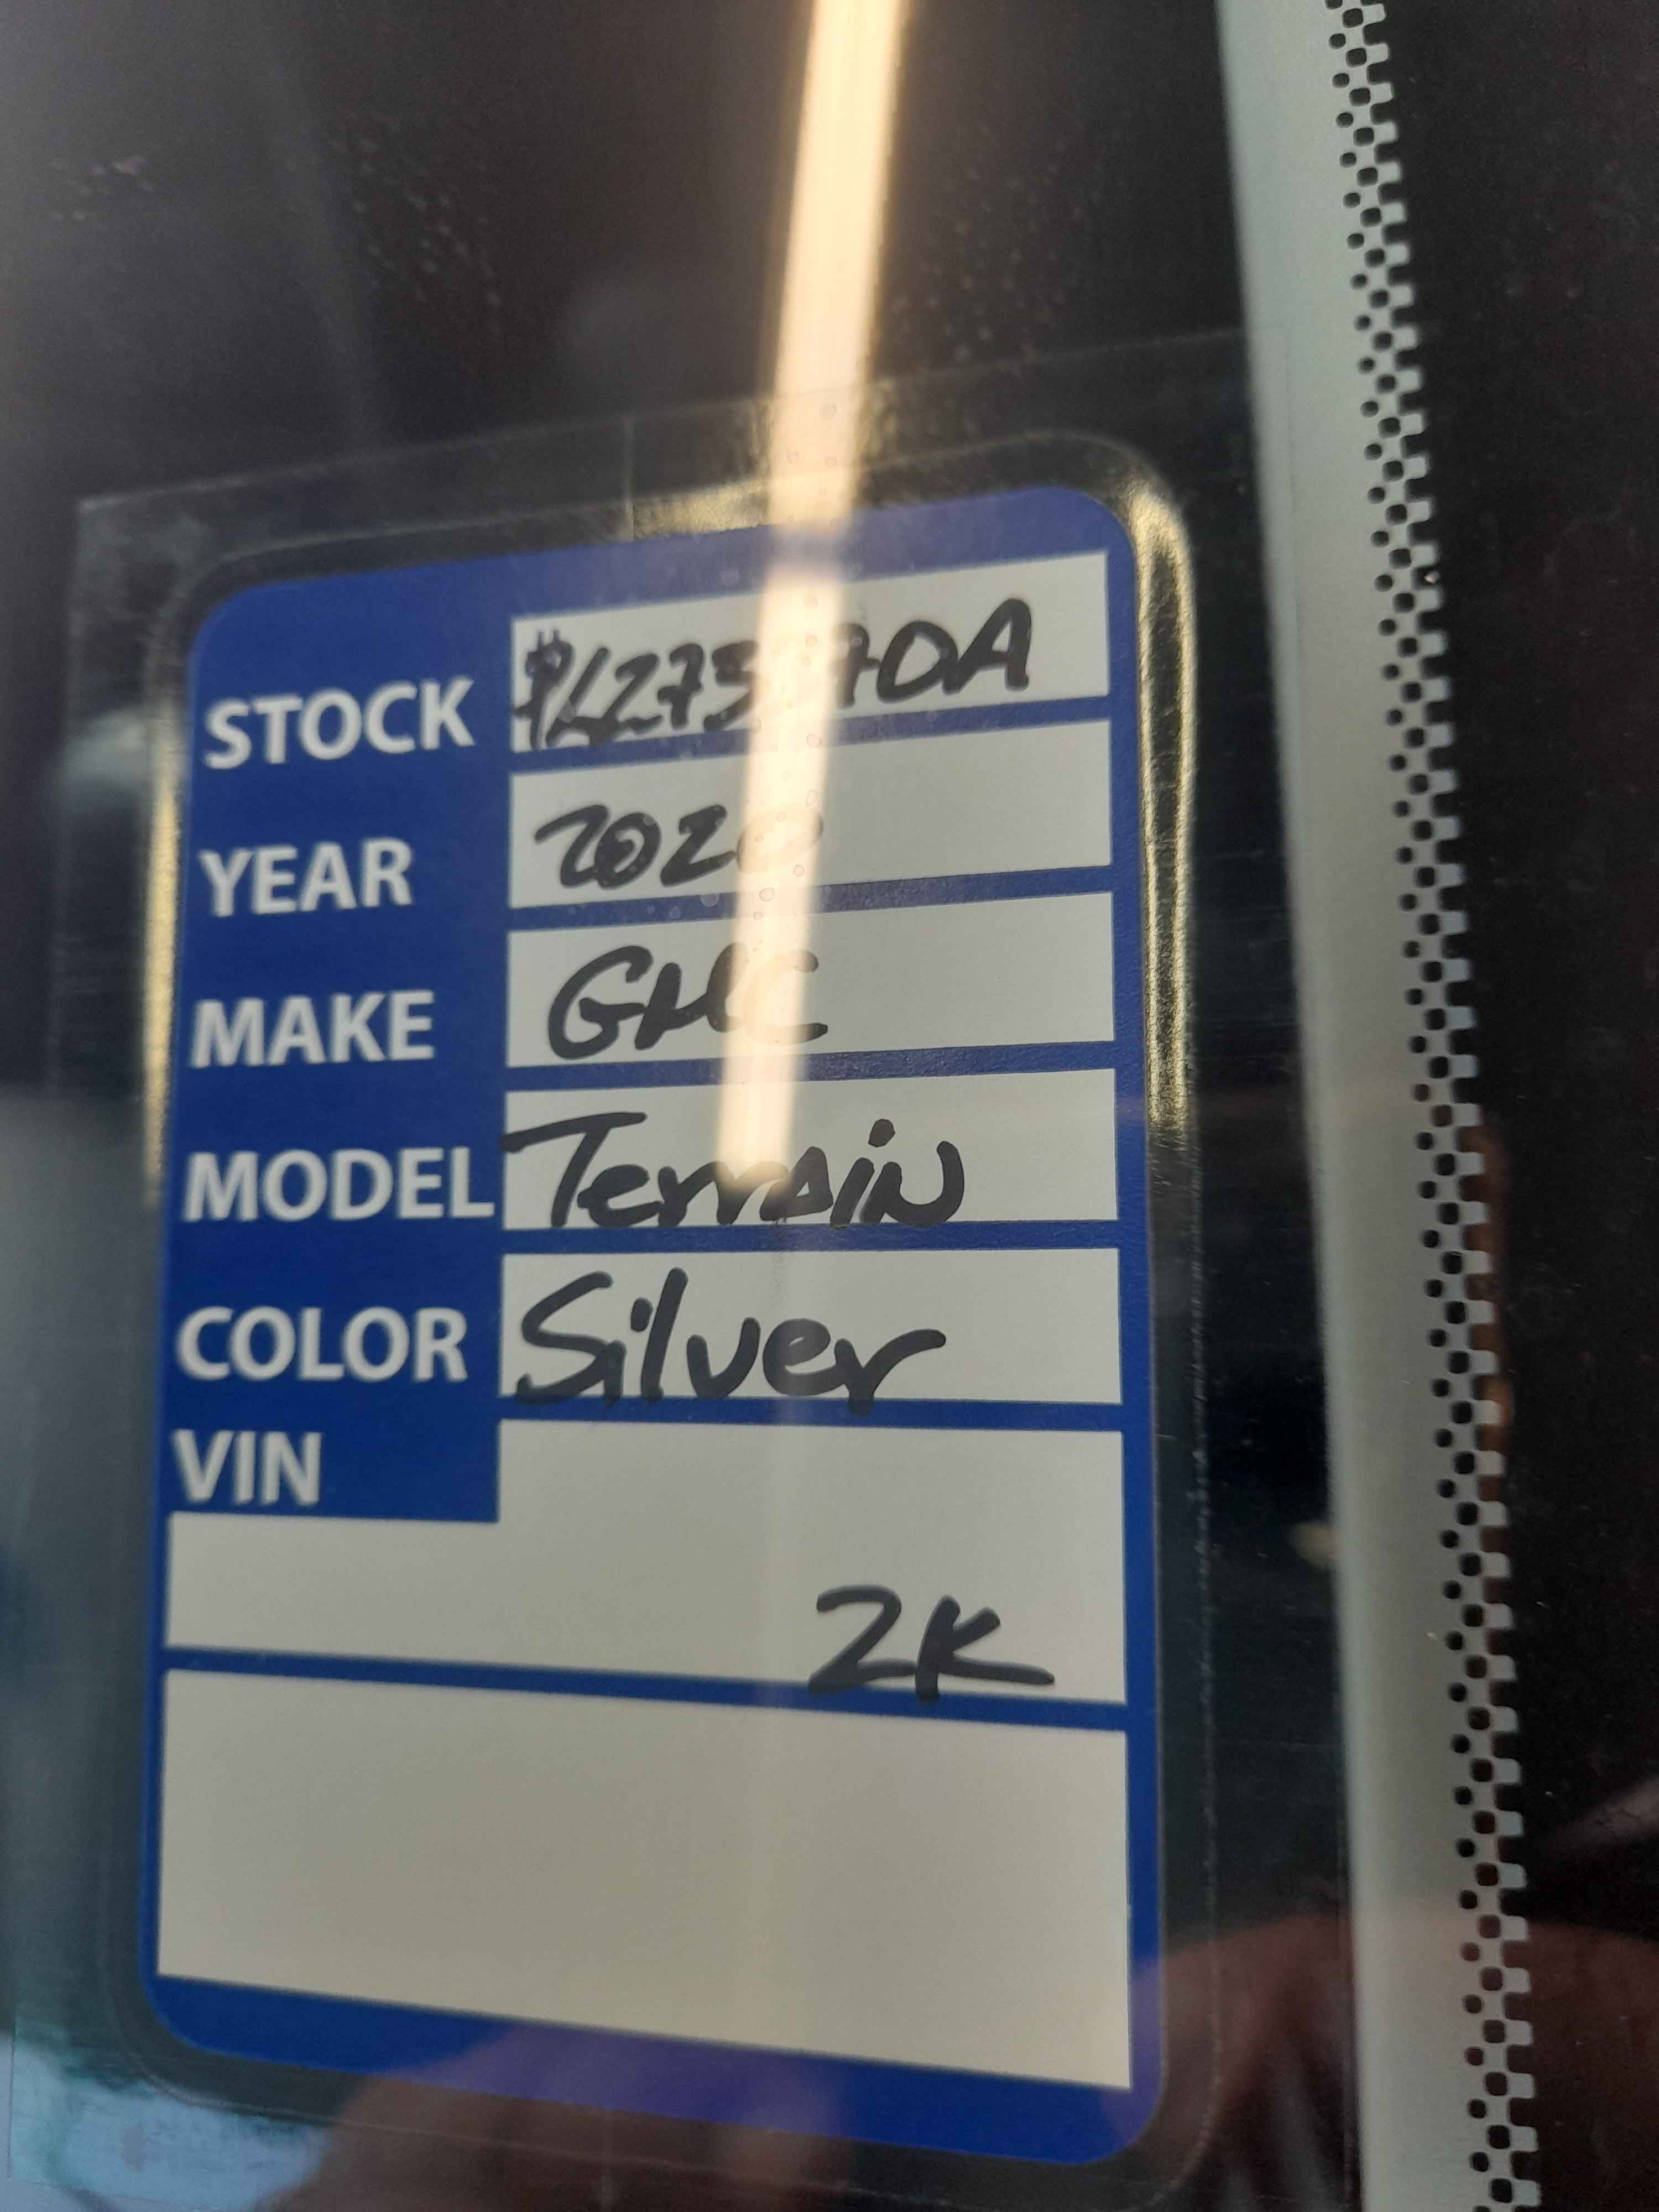 STOCK
YEAR 2020
MAKE GMC
MODEL Terrain
COLOR Silver
VIN
2K